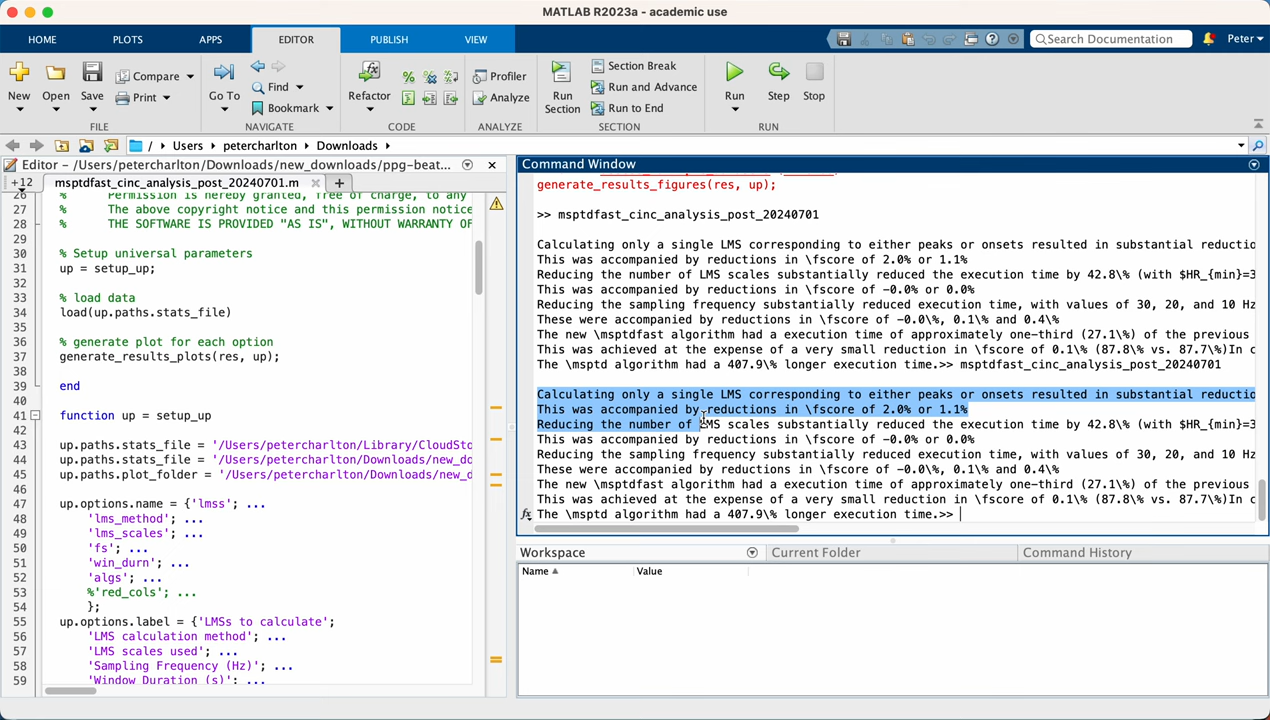 MATLAB R2023a - academic use
HOME PLOTS APPS EDITOR PUBLISH VIEW
Search Documentation
Peter
New
Open
Save
Compare
Print
FILE
Go To
Find
Bookmark
NAVIGATE
Refactor
CODE
Profiler
Analyze
ANALYZE
Run
Section
Section Break
Run and Advance
Run to End
SECTION
Run
Step
Stop
RUN
/ Users petercharlton Downloads
Editor - /Users/petercharlton/Downloads/new_downloads/ppg-beat...
+12 msptdfast_cinc_analysis_post_20240701.m
26 % Permission is hereby granted, free of charge, to any
27 % The above copyright notice and this permission notice
28 % THE SOFTWARE IS PROVIDED "AS IS", WITHOUT WARRANTY OF
29
30 % Setup universal parameters
31 up = setup_up;
32
33 % load data
34 load(up.paths.stats_file)
35
36 % generate plot for each option
37 generate_results_plots(res, up);
38
39 end
40
41 function up = setup_up
42
43 up.paths.stats_file = '/Users/petercharlton/Library/CloudSto
44 up.paths.stats_file = '/Users/petercharlton/Downloads/new_do
45 up.paths.plot_folder = '/Users/petercharlton/Downloads/new_d
46
47 up.options.name = {'lmss'; ...
48 'lms_method'; ...
49 'lms_scales'; ...
50 'fs'; ...
51 'win_durn'; ...
52 'algs'; ...
53 %'red_cols'; ...
54 };
55 up.options.label = {'LMSs to calculate';
56 'LMS calculation method'; ...
57 'LMS scales used'; ...
58 'Sampling Frequency (Hz)'; ...
59 'Window Duration (s)'; ...
Command Window
generate_results_figures(res, up);
>> msptdfast_cinc_analysis_post_20240701
Calculating only a single LMS corresponding to either peaks or onsets resulted in substantial reductio
This was accompanied by reductions in \fscore of 2.0% or 1.1%
Reducing the number of LMS scales substantially reduced the execution time by 42.8\% (with $HR_{min}=3
This was accompanied by reductions in \fscore of -0.0% or 0.0%
Reducing the sampling frequency substantially reduced execution time, with values of 30, 20, and 10 Hz
These were accompanied by reductions in \fscore of -0.0\%, 0.1\% and 0.4\%
The new \msptdfast algorithm had a execution time of approximately one-third (27.1\%) of the previous
This was achieved at the expense of a very small reduction in \fscore of 0.1\% (87.8\% vs. 87.7\%)In c
The \msptd algorithm had a 407.9\% longer execution time.>> msptdfast_cinc_analysis_post_20240701
Calculating only a single LMS corresponding to either peaks or onsets resulted in substantial reductio
This was accompanied by reductions in \fscore of 2.0% or 1.1%
Reducing the number of LMS scales substantially reduced the execution time by 42.8\% (with $HR_{min}=3
This was accompanied by reductions in \fscore of -0.0% or 0.0%
Reducing the sampling frequency substantially reduced execution time, with values of 30, 20, and 10 Hz
These were accompanied by reductions in \fscore of -0.0\%, 0.1\% and 0.4\%
The new \msptdfast algorithm had a execution time of approximately one-third (27.1\%) of the previous
This was achieved at the expense of a very small reduction in \fscore of 0.1\% (87.8\% vs. 87.7\%)In c
fx The \msptd algorithm had a 407.9\% longer execution time.>>
Workspace Current Folder Command History
Name Value